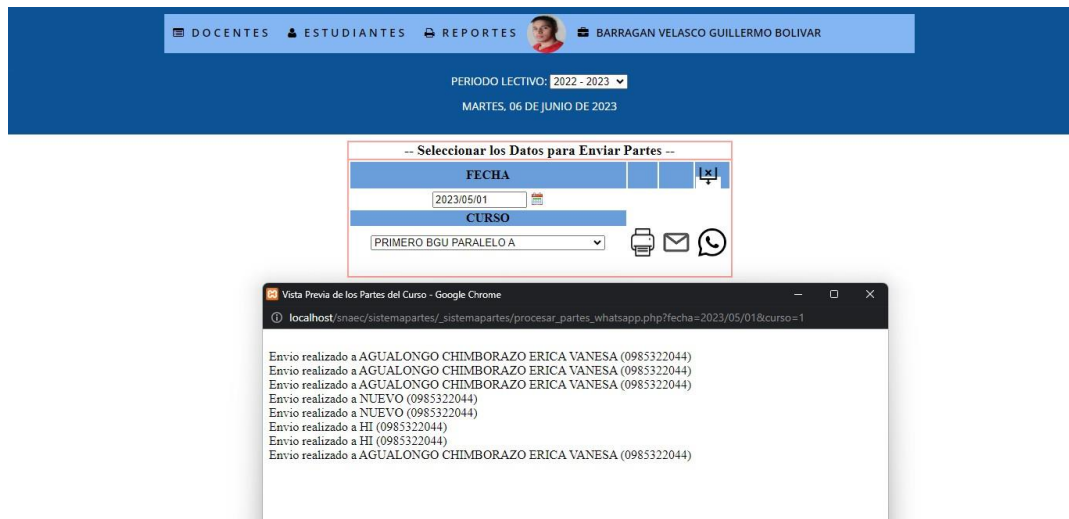 DOCENTES ESTUDIANTES REPORTES BARRAGAN VELASCO GUILLERMO BOLIVAR
PERIODO LECTIVO: 2022 - 2023
MARTES, 06 DE JUNIO DE 2023
-- Seleccionar los Datos para Enviar Partes --
FECHA
2023/05/01
CURSO
PRIMERO BGU PARALELO A
Vista Previa de los Partes del Curso - Google Chrome
localhost/snaec/sistemapartes/_sistemapartes/procesar_partes_whatsapp.php?fecha=2023/05/01&curso=1
Envio realizado a AGUALONGO CHIMBORAZO ERICA VANESA (0985322044)
Envio realizado a AGUALONGO CHIMBORAZO ERICA VANESA (0985322044)
Envio realizado a AGUALONGO CHIMBORAZO ERICA VANESA (0985322044)
Envio realizado a NUEVO (0985322044)
Envio realizado a NUEVO (0985322044)
Envio realizado a HI (0985322044)
Envio realizado a HI (0985322044)
Envio realizado a AGUALONGO CHIMBORAZO ERICA VANESA (0985322044)